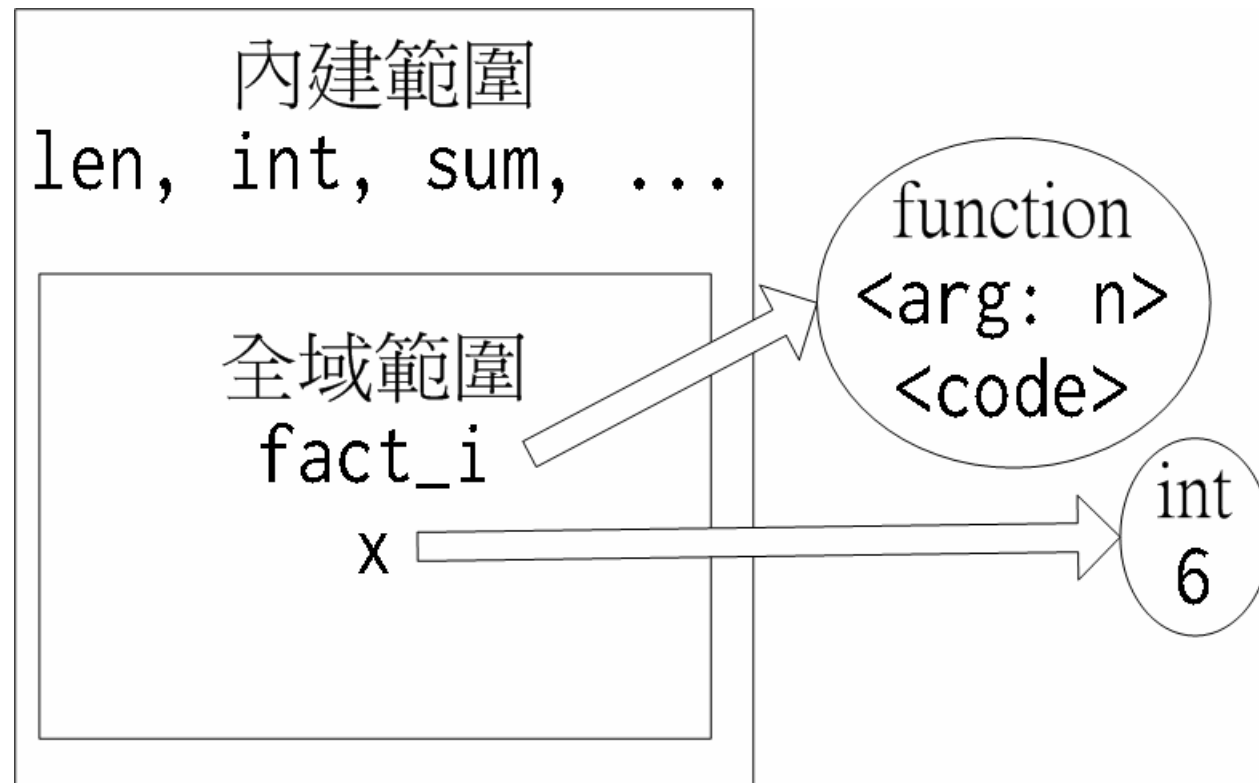 內建範圍
len, int, sum, ...
全域範圍
fact_i
x
function
<arg: n>
<code>
int
6